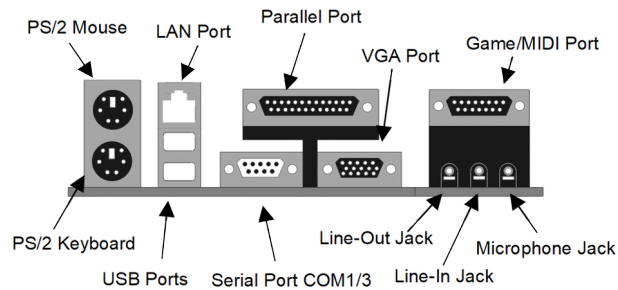 PS/2 Mouse
LAN Port
Parallel Port
VGA Port
Game/MIDI Port
PS/2 Keyboard
USB Ports
Serial Port COM1/3
Line-Out Jack
Line-In Jack
Microphone Jack